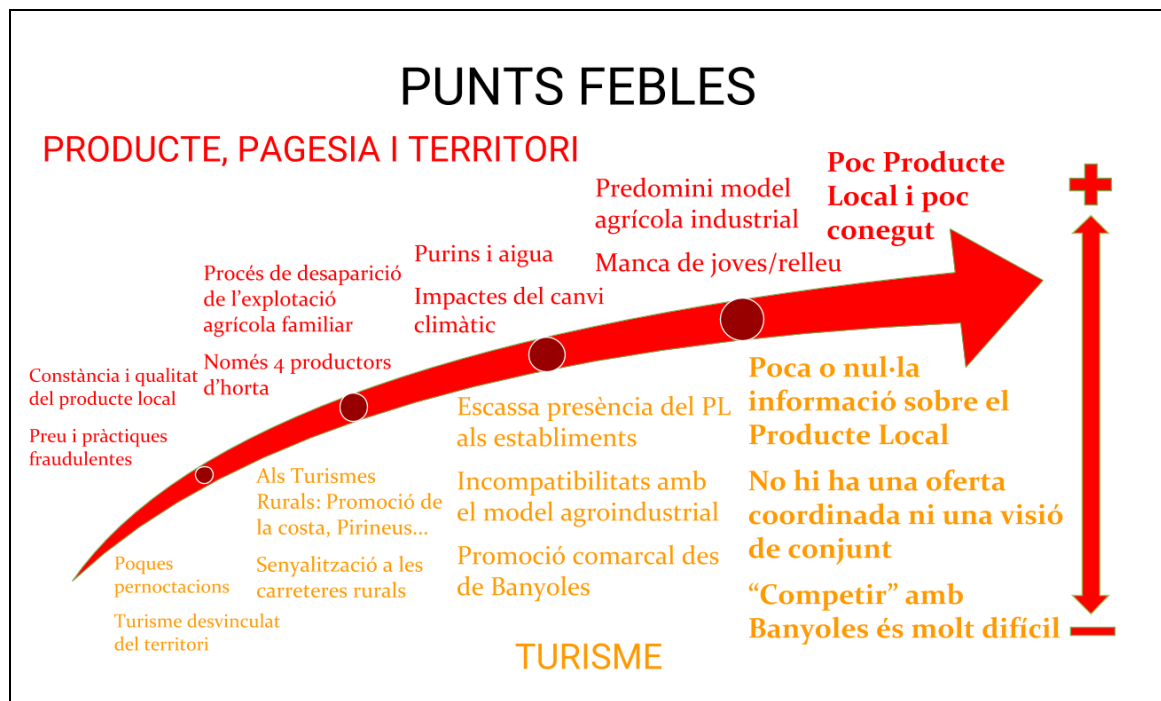 PUNTS FEBLES
PRODUCTE, PAGESIA I TERRITORI
Constància i qualitat
del producte local
Preu i pràctiques
fraudulentes
Procés de desaparició
de l’explotació
agrícola familiar
Només 4 productors
d’horta
Purins i aigua
Impactes del canvi
climàtic
Predomini model
agrícola industrial
Manca de joves/relleu
Poc Producte
Local i poc
conegut
Poques
pernoctacions
Turisme desvinculat
del territori
Als Turismes
Rurals: Promoció de
la costa, Pirineus...
Senyalització a les
carreteres rurals
Escassa presència del PL
als establiments
Incompatibilitats amb
el model agroindustrial
Promoció comarcal des
de Banyoles
Poca o nul·la
informació sobre el
Producte Local
No hi ha una oferta
coordinada ni una visió
de conjunt
“Competir” amb
Banyoles és molt difícil
TURISME